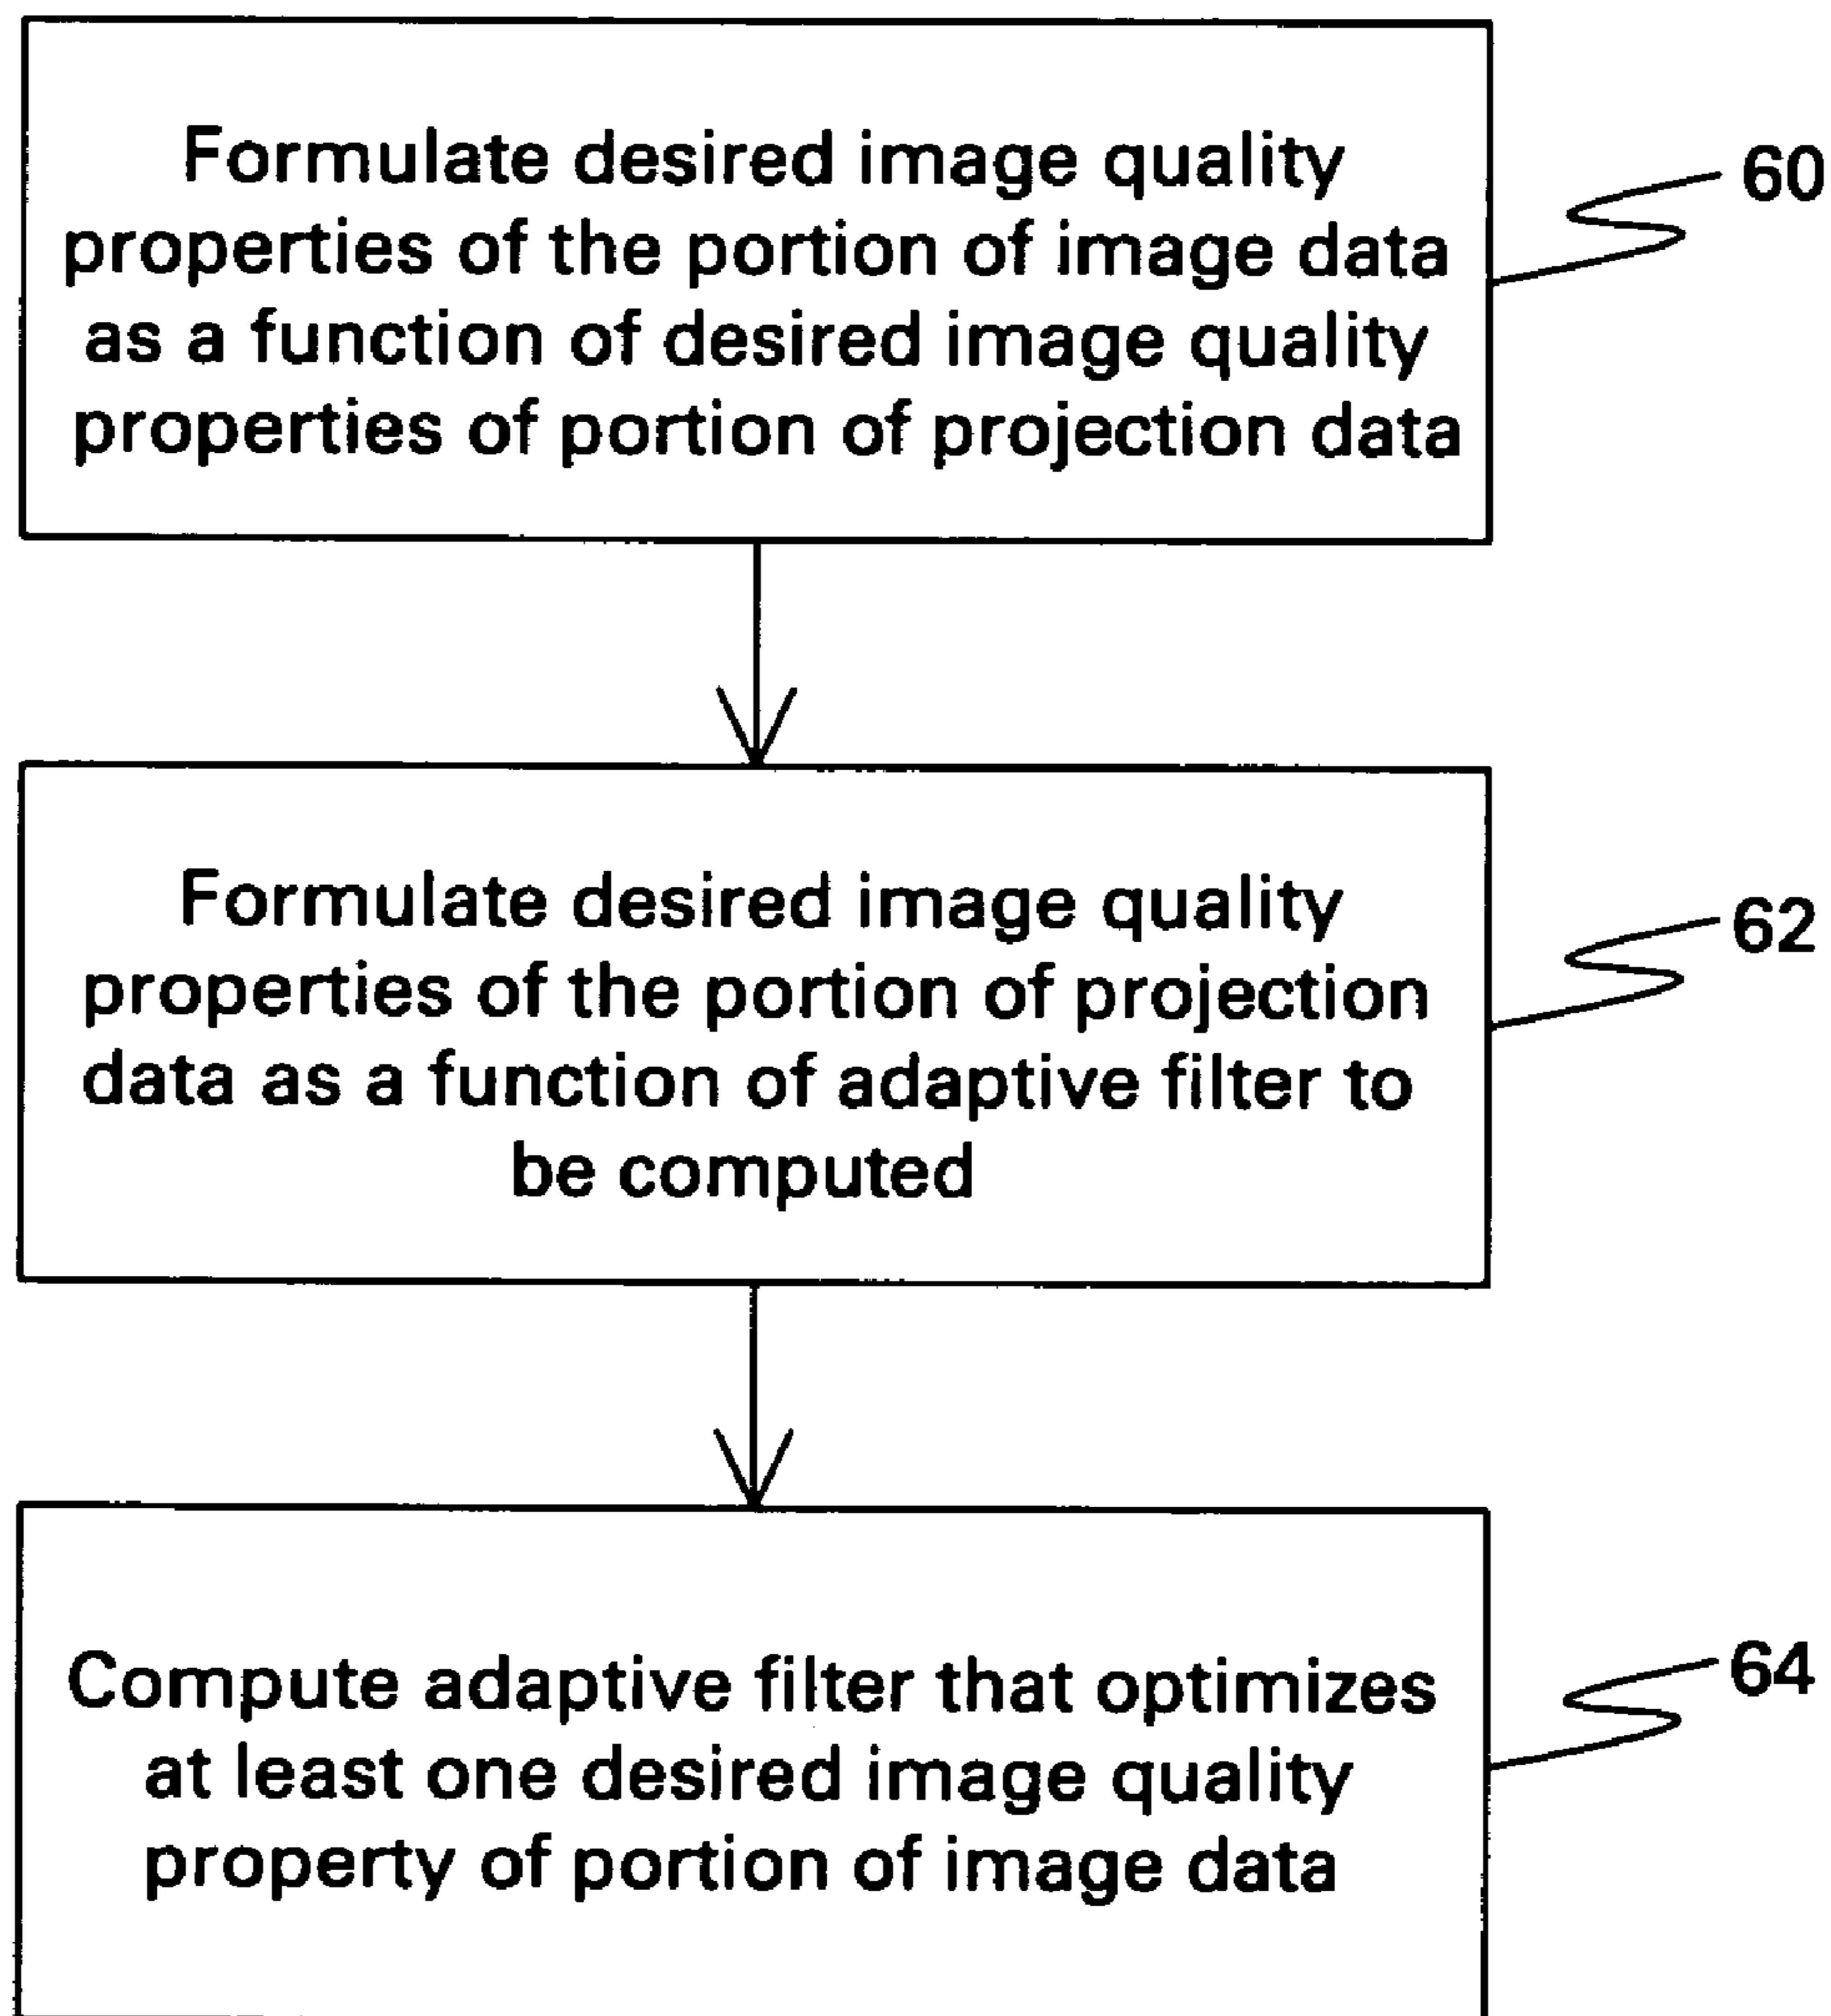 Formulate desired image quality
properties of the portion of image data
as a function of desired image quality
properties of portion of projection data
60
Formulate desired image quality
properties of the portion of projection
data as a function of adaptive filter to
be computed
62
Compute adaptive filter that optimizes
at least one desired image quality
property of portion of image data
64